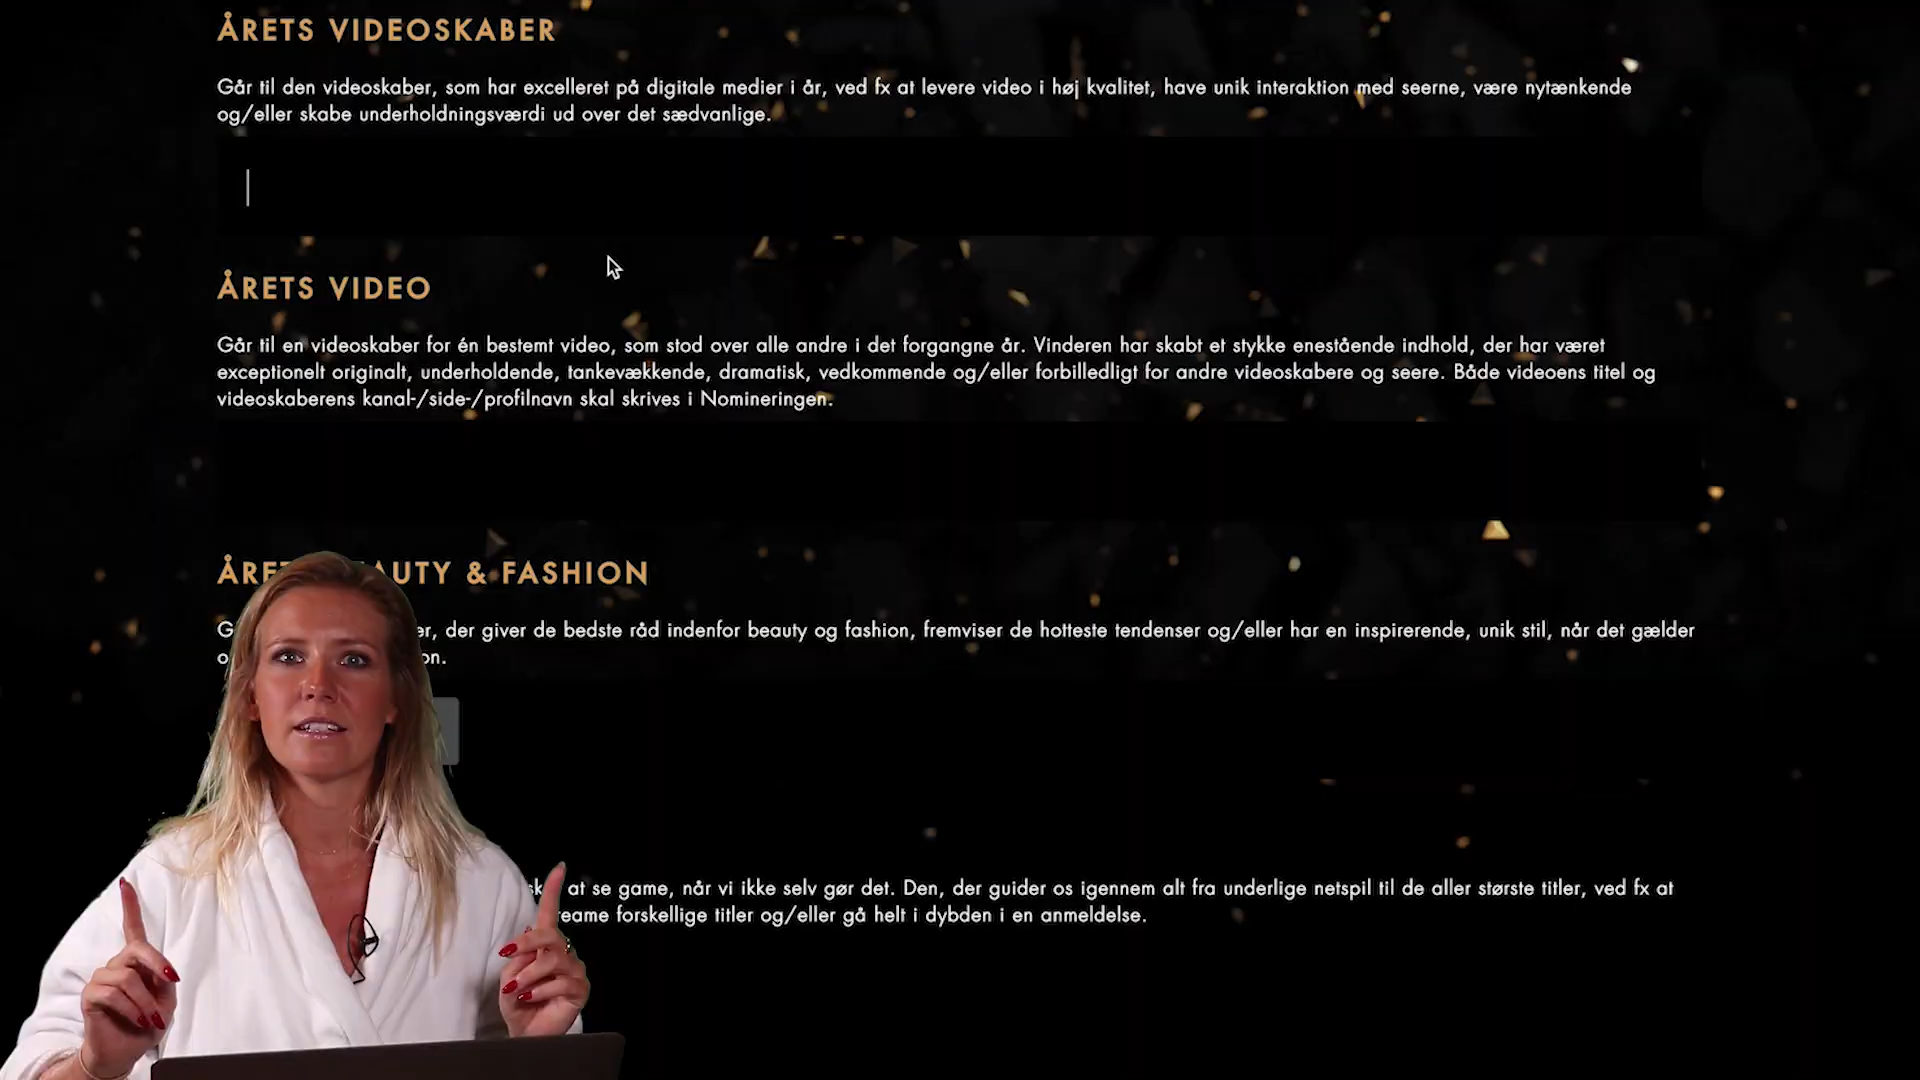 ÅRETS VIDEOSKABER
Går til den videoskaber, som har excelleret på digitale medier i år, ved fx at levere video i høj kvalitet, have unik interaktion med seerne, være nytænkende
og/eller skabe underholdningsværdi ud over det sædvanlige.
ÅRETS VIDEO
Går til en videoskaber for én bestemt video, som stod over alle andre i det forgangne år. Vinderen har skabt et stykke enestående indhold, der har været
exceptionelt originalt, underholdende, tankevækkende, dramatisk, vedkommende og/eller forbilledligt for andre videoskabere og seere. Både videoens titel og
videoskaberens kanal-/side-/profilnavn skal skrives i Nomineringen.
& FASHION
der giver de bedste råd indenfor beauty og fashion, fremviser de hotteste tendenser og/eller har en inspirerende, unik stil, når det gælder
at se game, når vi ikke selv gør det. Den, der guider os igennem alt fra underlige netspil til de aller største titler, ved fx at
forskellige titler og/eller gå helt i dybden i en anmeldelse.